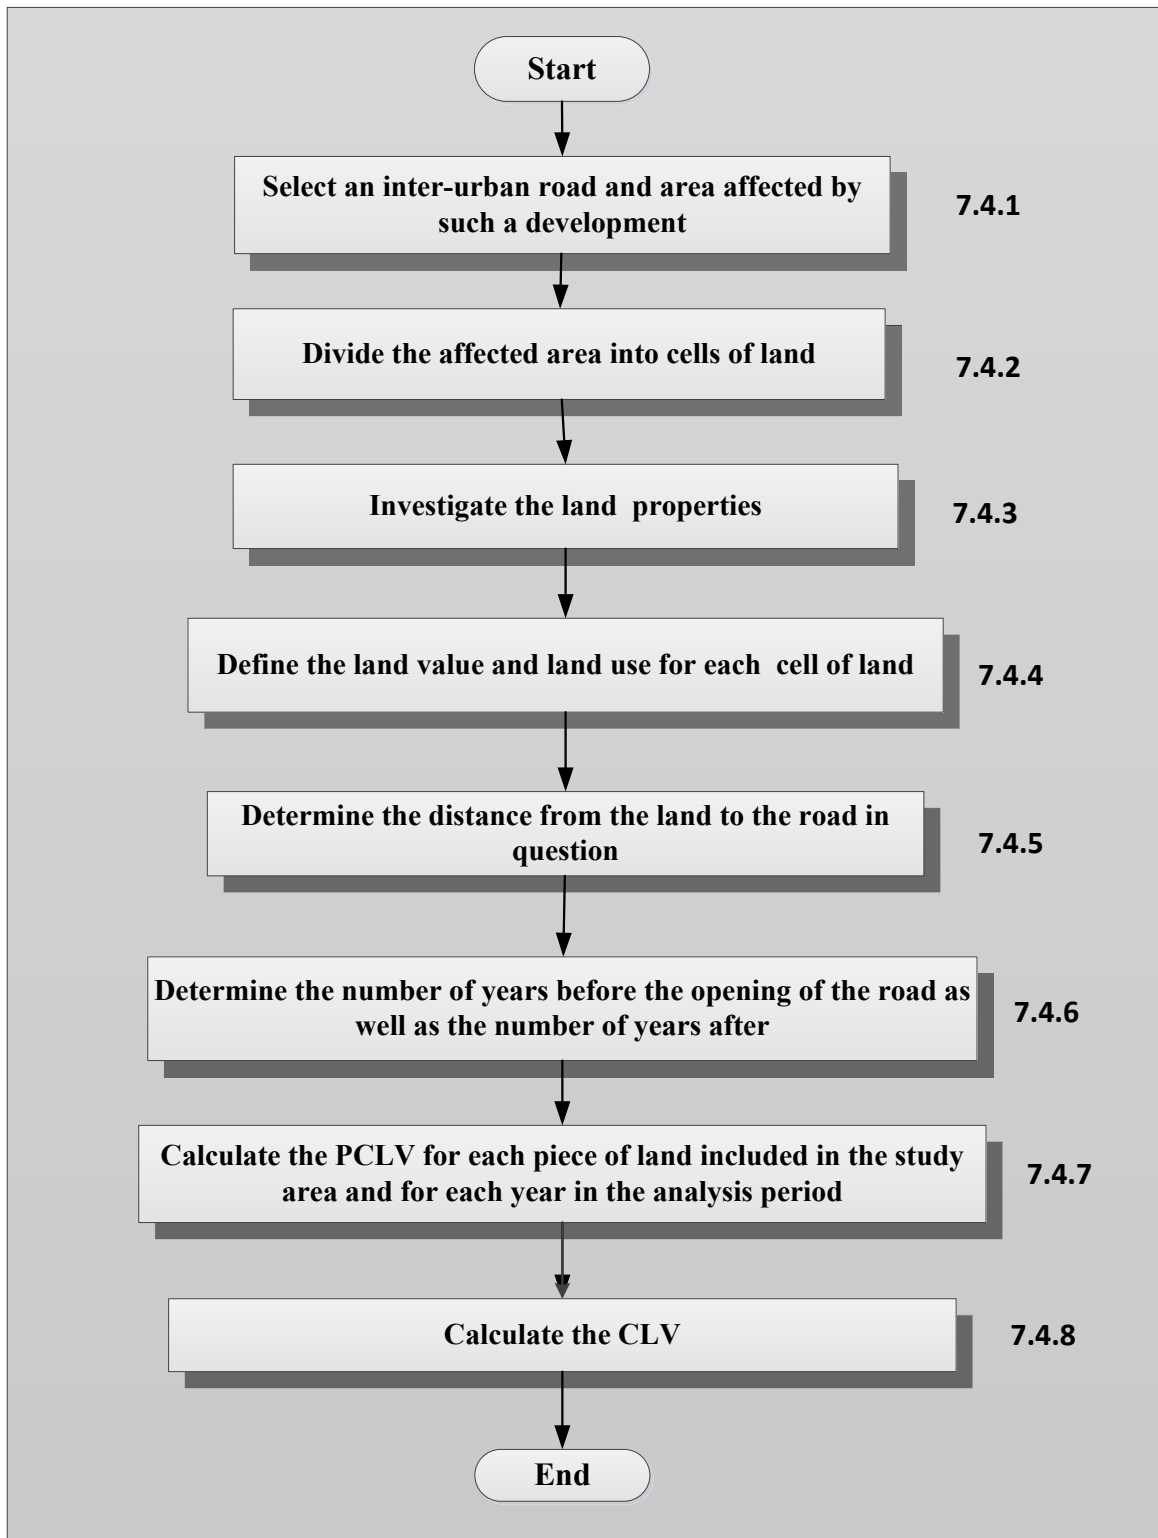 Start
Select an inter-urban road and area affected by
such a development
7.4.1
Divide the affected area into cells of land
7.4.2
Investigate the land properties
7.4.3
Define the land value and land use for each cell of land
7.4.4
Determine the distance from the land to the road in
question
7.4.5
Determine the number of years before the opening of the road as
well as the number of years after
7.4.6
Calculate the PCLV for each piece of land included in the study
area and for each year in the analysis period
7.4.7
Calculate the CLV
7.4.8
End